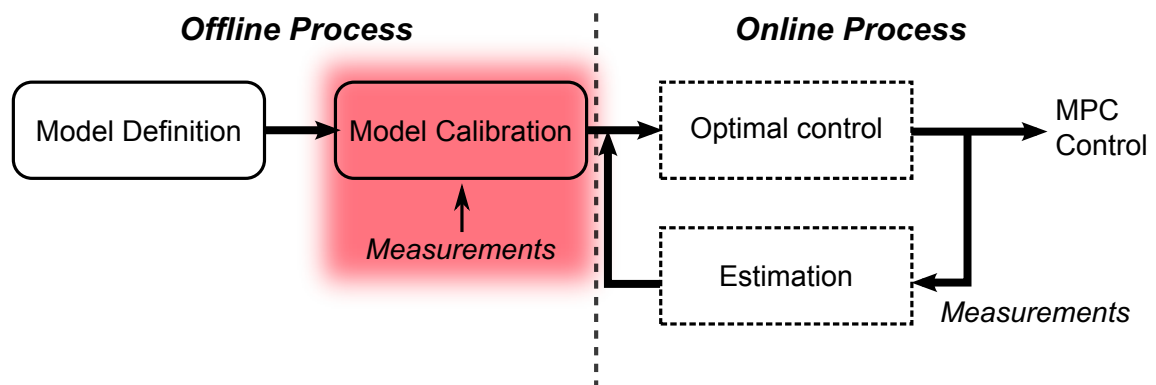 Offline Process
Online Process
Model Definition
Model Calibration
Optimal control
MPC
Control
Measurements
Estimation
Measurements